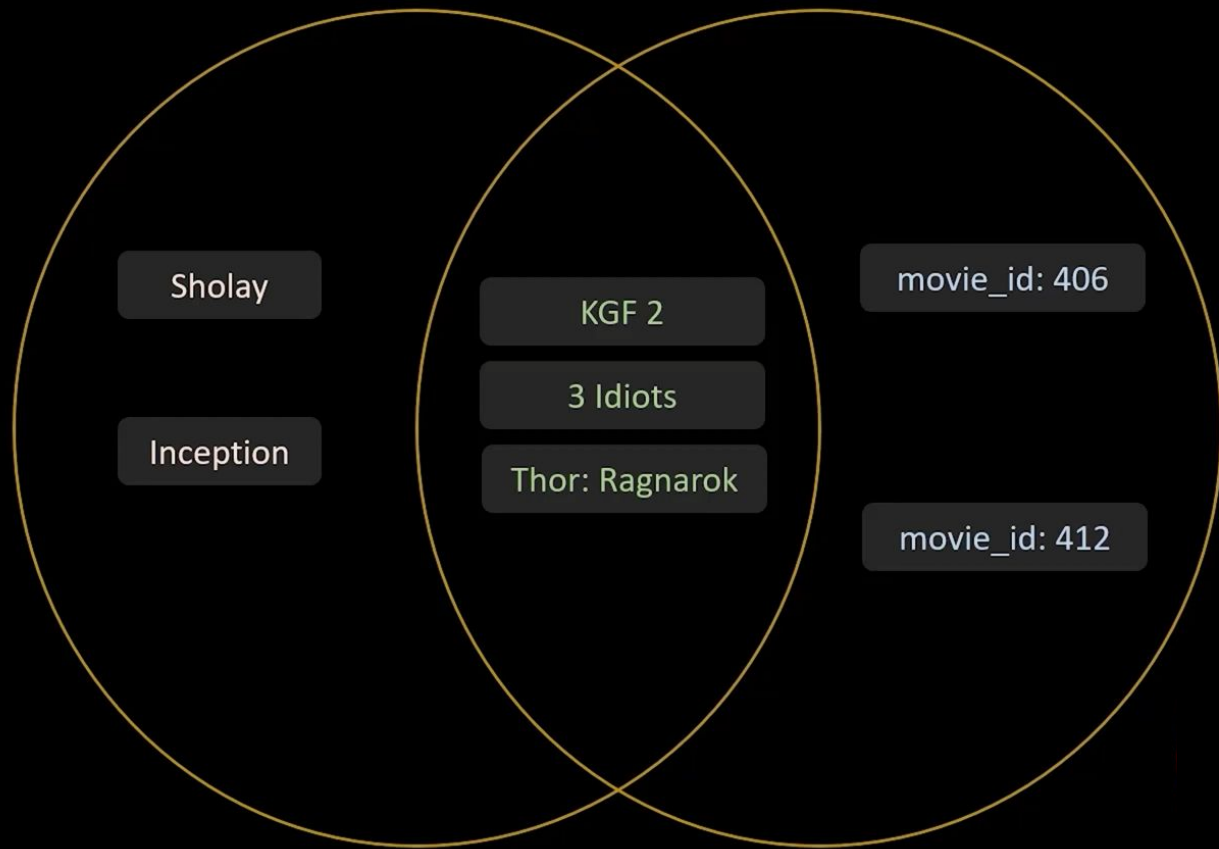 Sholay
Inception
KGF 2
3 Idiots
Thor: Ragnarok
movie_id: 406
movie_id: 412